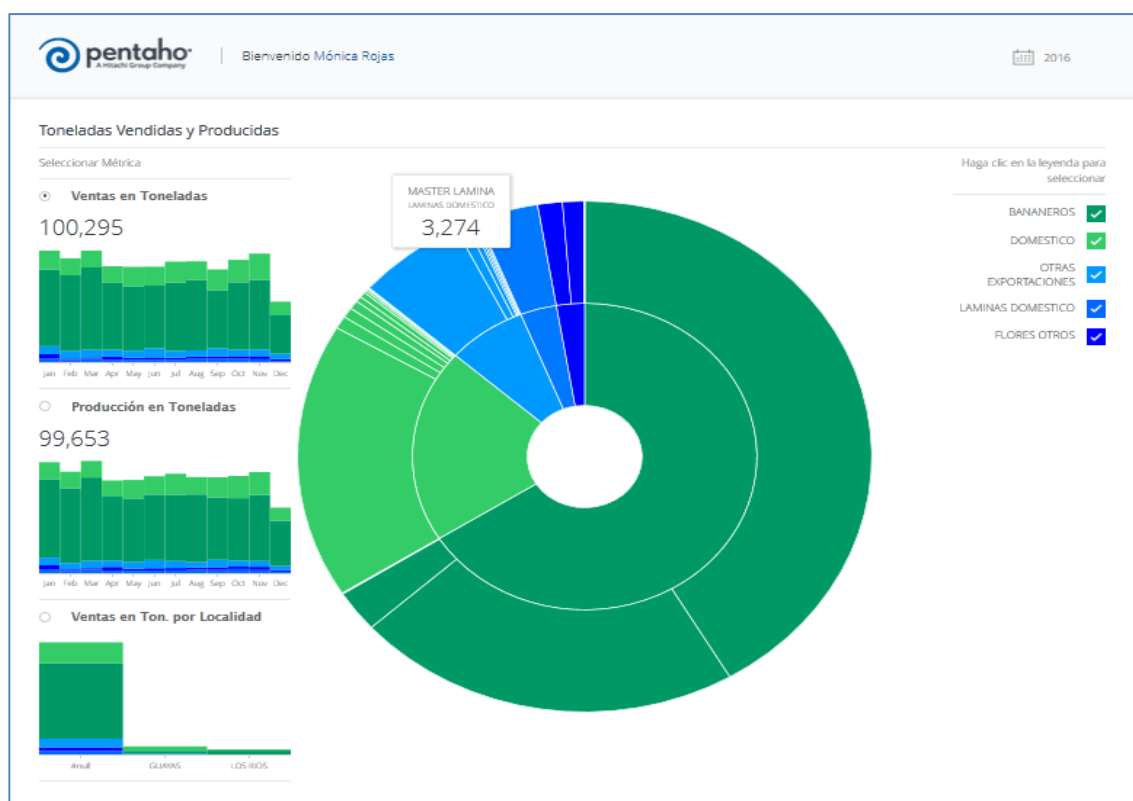 pentaho
A Hitachi Group Company
Bienvenido Mónica Rojas
2016
Toneladas Vendidas y Producidas
Seleccionar Métrica
Ventas en Toneladas
100,295
Jan Feb Mar Apr May Jun Jul Aug Sep Oct Nov Dec
Producción en Toneladas
99,653
Jan Feb Mar Apr May Jun Jul Aug Sep Oct Nov Dec
Ventas en Ton. por Localidad
#null GUAYAS LOS RIOS
MASTER LAMINA
LAMINAS DOMESTICO
3,274
Haga clic en la leyenda para
seleccionar
BANANEROS
DOMESTICO
OTRAS
EXPORTACIONES
LAMINAS DOMESTICO
FLORES OTROS